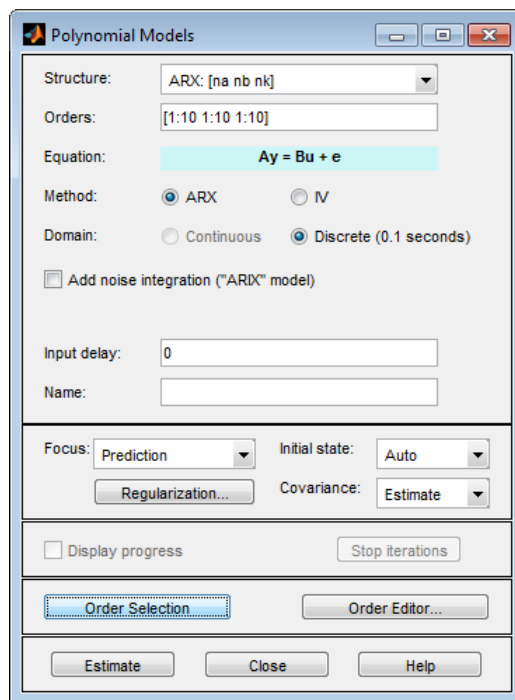 Polynomial Models
Structure: ARX: [na nb nk]
Orders: [1:10 1:10 1:10]
Equation: Ay = Bu + e
Method: ARX IV
Domain: Continuous Discrete (0.1 seconds)
Add noise integration ("ARIX" model)
Input delay: 0
Name:
Focus: Prediction Initial state: Auto
Regularization... Covariance: Estimate
Display progress Stop iterations
Order Selection Order Editor...
Estimate Close Help